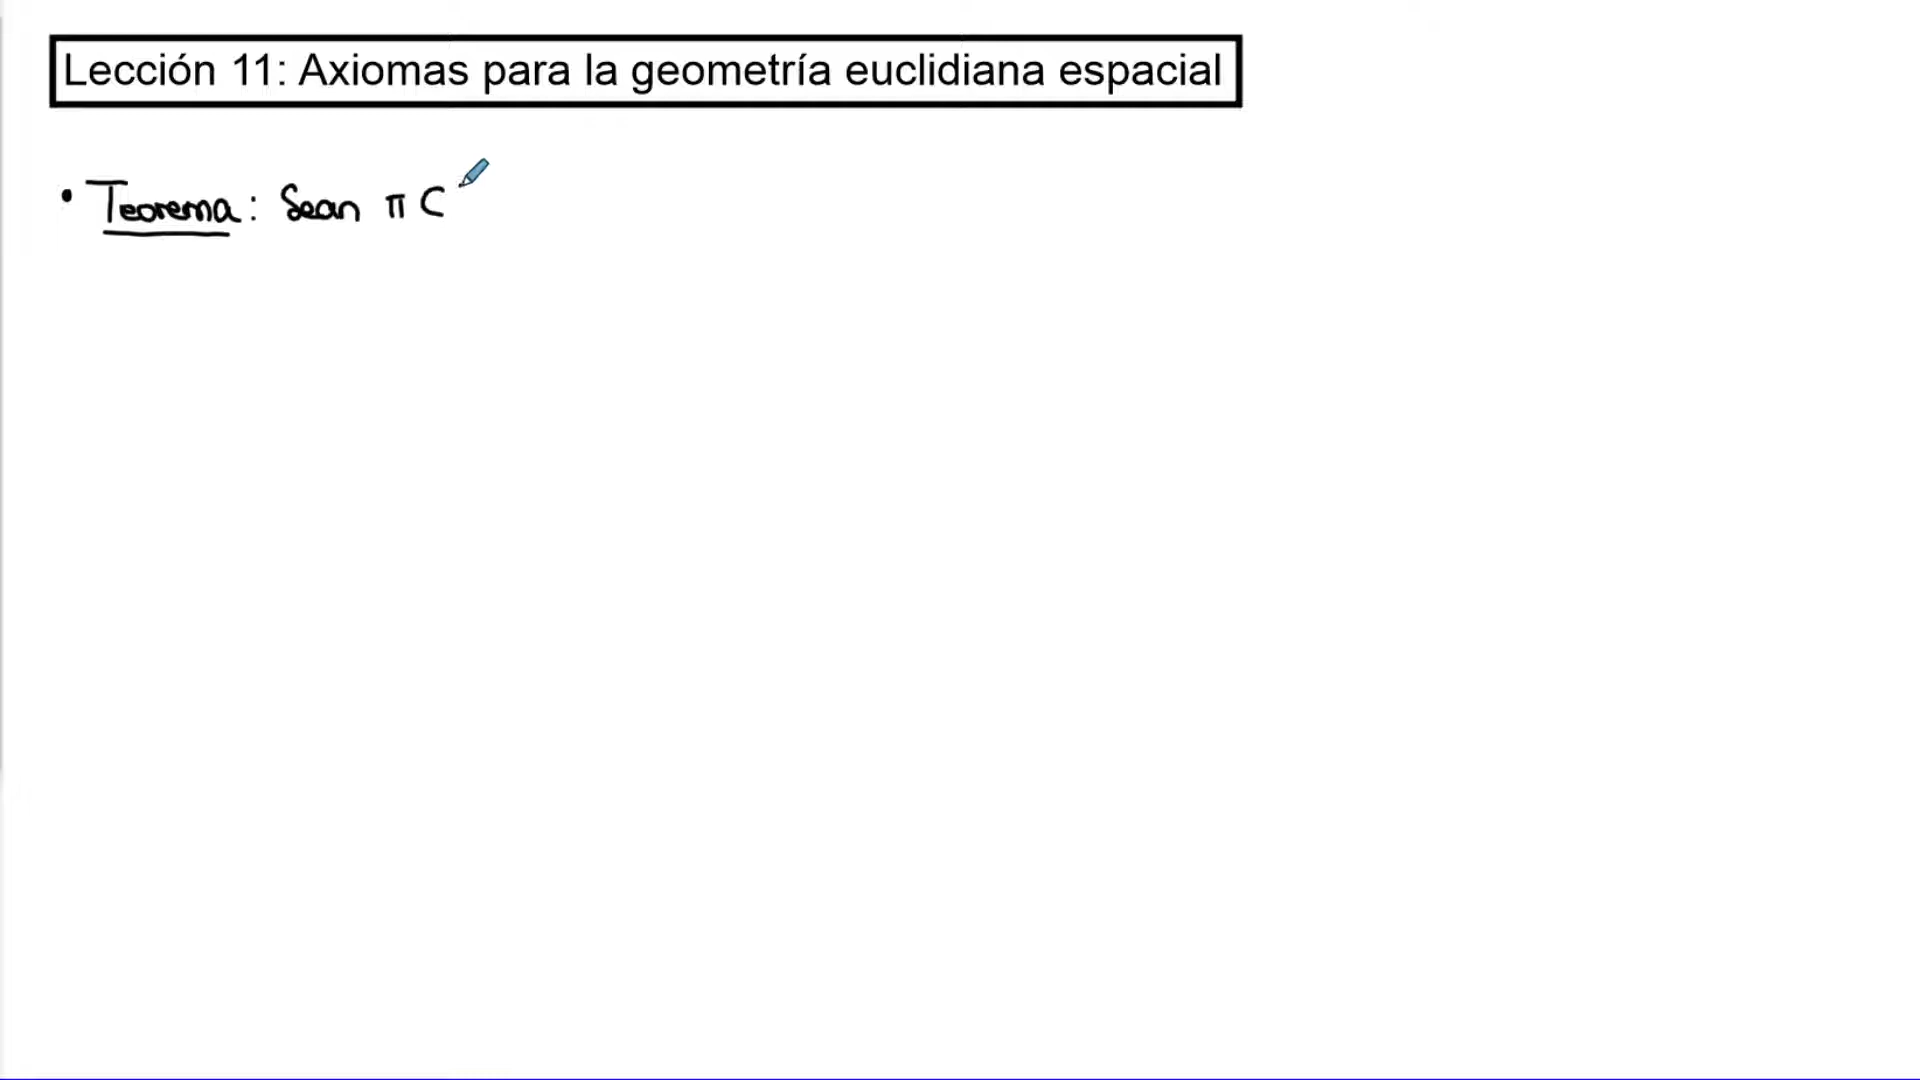 Lección 11: Axiomas para la geometría euclidiana espacial
• Teorema: Sean π ⊂